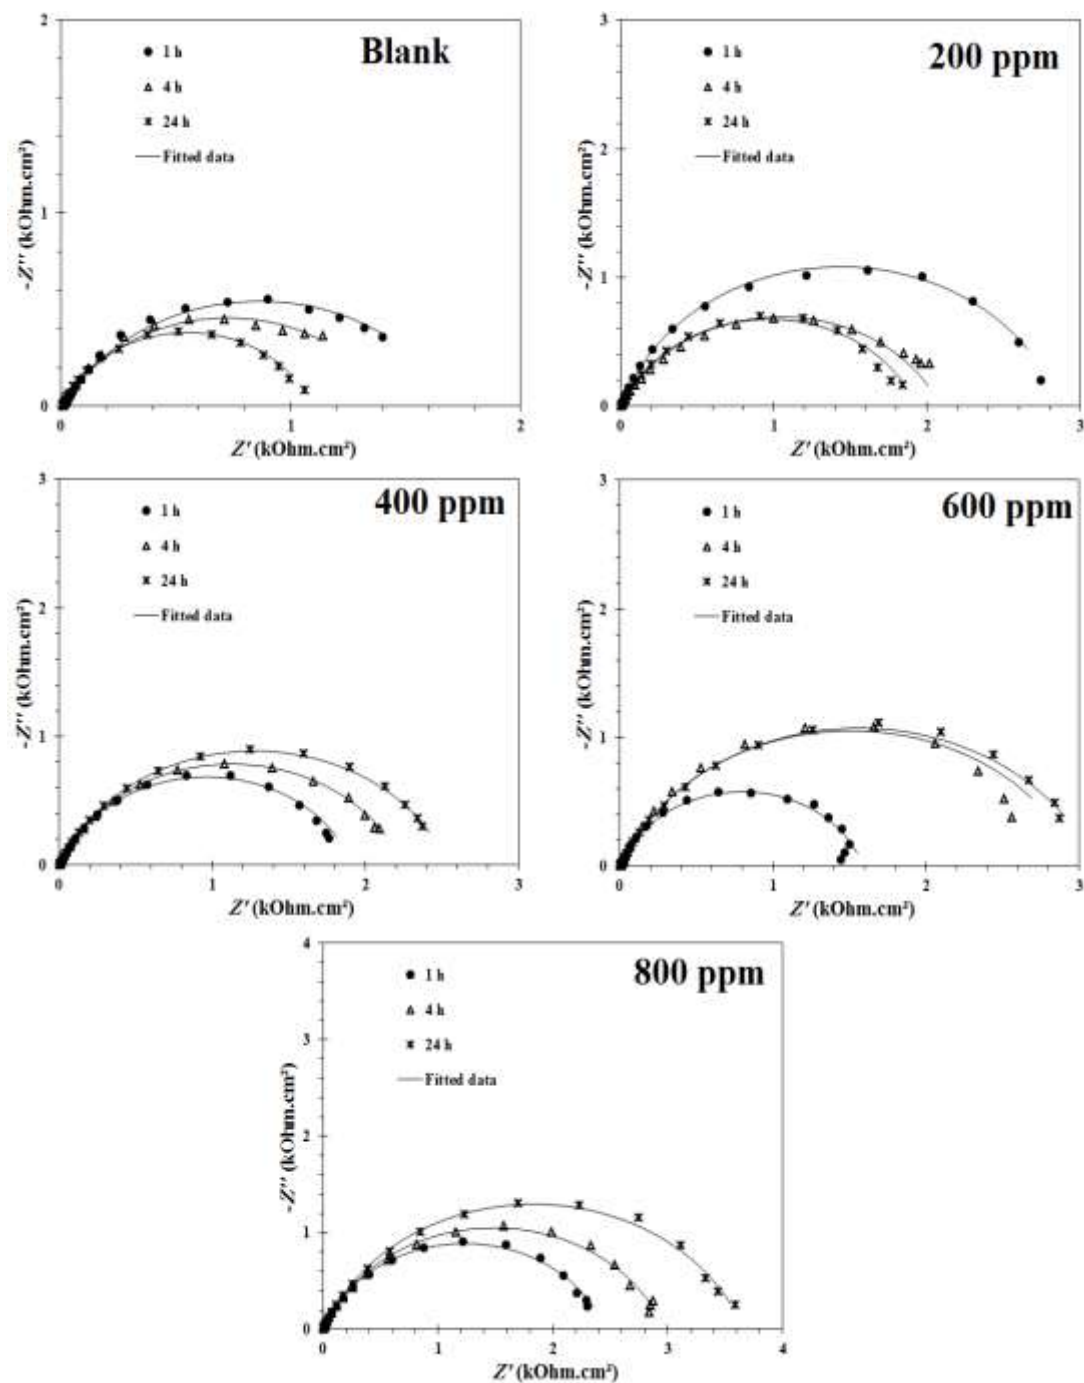 Blank
2
1 h
4 h
24 h
Fitted data
1
0
0
1
2
-Z'' (kOhm.cm²)
Z' (kOhm.cm²)
200 ppm
3
1 h
4 h
24 h
Fitted data
2
1
0
0
1
2
3
-Z'' (kOhm.cm²)
Z' (kOhm.cm²)
400 ppm
3
1 h
4 h
24 h
Fitted data
2
1
0
0
1
2
3
-Z'' (kOhm.cm²)
Z' (kOhm.cm²)
600 ppm
3
1 h
4 h
24 h
Fitted data
2
1
0
0
1
2
3
-Z'' (kOhm.cm²)
Z' (kOhm.cm²)
800 ppm
4
1 h
4 h
24 h
Fitted data
3
2
1
0
0
1
2
3
4
-Z'' (kOhm.cm²)
Z' (kOhm.cm²)